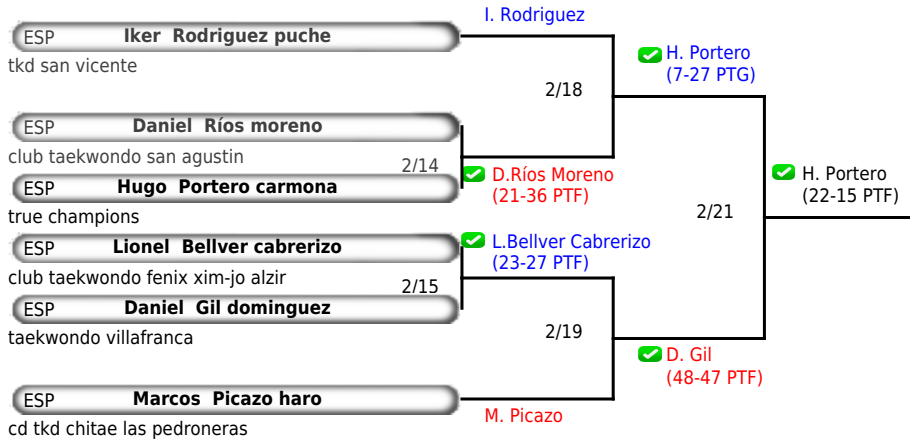 I. Rodriguez
ESP Iker Rodriguez puche
tkd san vicente
H. Portero
(7-27 PTG)
2/18
ESP Daniel Ríos moreno
club taekwondo san agustin
2/14
D.Ríos Moreno
(21-36 PTF)
ESP Hugo Portero carmona
true champions
H. Portero
(22-15 PTF)
2/21
ESP Lionel Bellver cabrerizo
club taekwondo fenix xim-jo alzir
L.Bellver Cabrerizo
(23-27 PTF)
2/15
ESP Daniel Gil dominguez
taekwondo villafranca
2/19
D. Gil
(48-47 PTF)
ESP Marcos Picazo haro
cd tkd chitae las pedroneras
M. Picazo